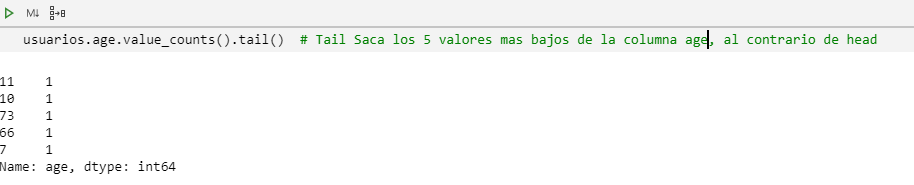 M↓
usuarios.age.value_counts().tail()  # Tail Saca los 5 valores mas bajos de la columna age, al contrario de head
11    1
10    1
73    1
66    1
7     1
Name: age, dtype: int64